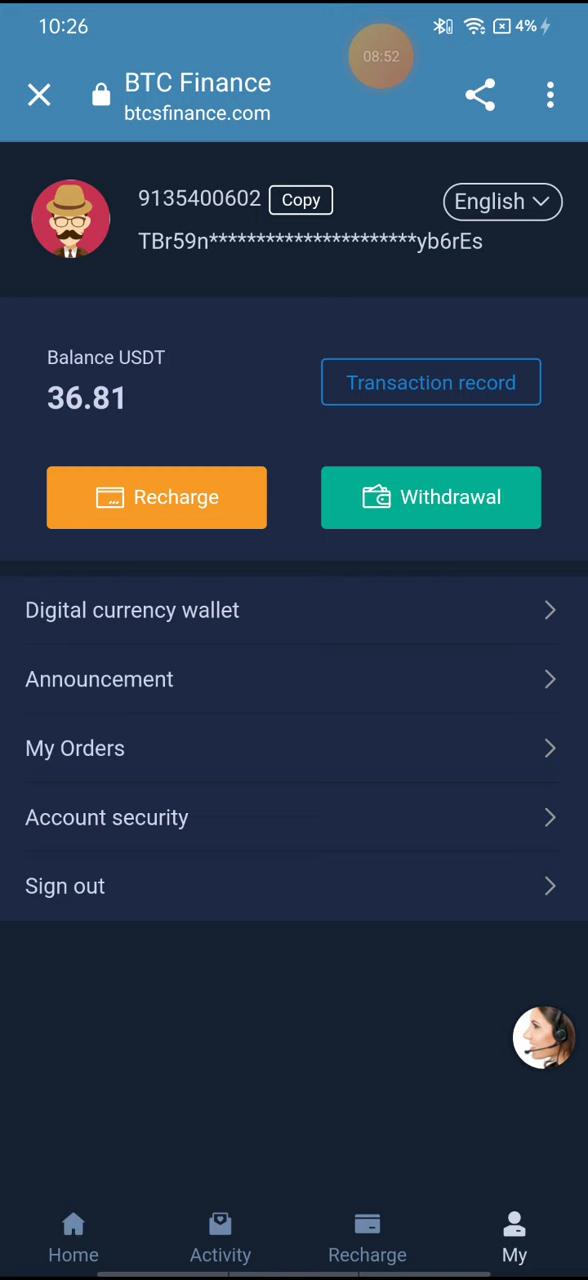 10:26
4%
08:52
BTC Finance
btcsfinance.com
9135400602 Copy
English
TBr59n**********************yb6rEs
Balance USDT
36.81
Transaction record
Recharge
Withdrawal
Digital currency wallet
Announcement
My Orders
Account security
Sign out
Home
Activity
Recharge
My